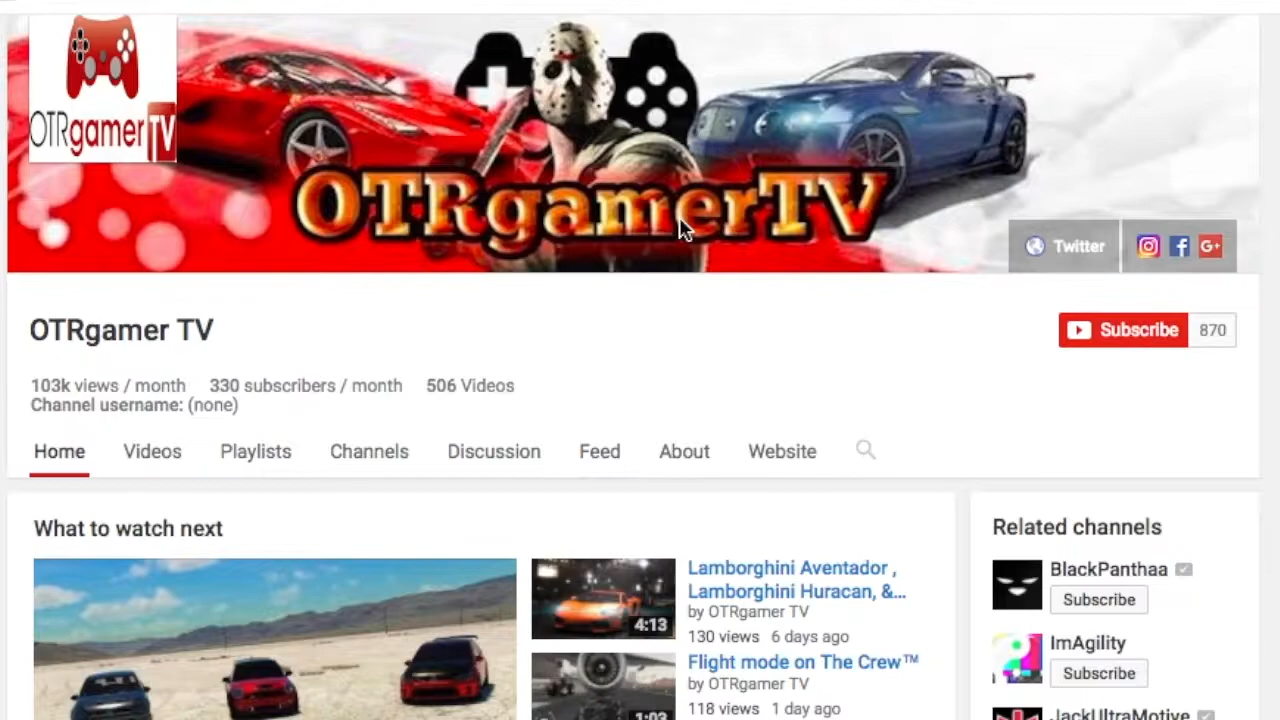 OTRgamer TV
OTRgamerTV
Twitter
G+
OTRgamer TV
Subscribe 870
103k views / month 330 subscribers / month 506 Videos
Channel username: (none)
Home Videos Playlists Channels Discussion Feed About Website
What to watch next
Related channels
Lamborghini Aventador ,
Lamborghini Huracan, &...
by OTRgamer TV
4:13
130 views 6 days ago
Flight mode on The Crew™
by OTRgamer TV
1:03
118 views 1 day ago
BlackPanthaa
Subscribe
ImAgility
Subscribe
JackUltraMotive